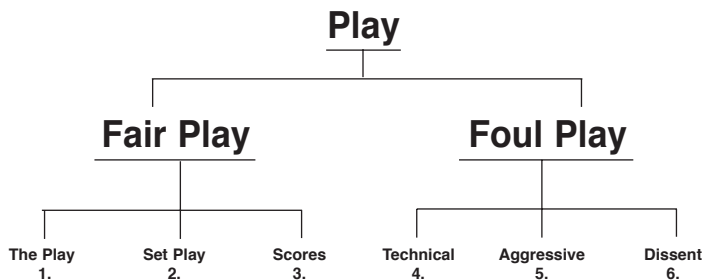 Play
Fair Play Foul Play
The Play Set Play Scores Technical Aggressive Dissent
1. 2. 3. 4. 5. 6.